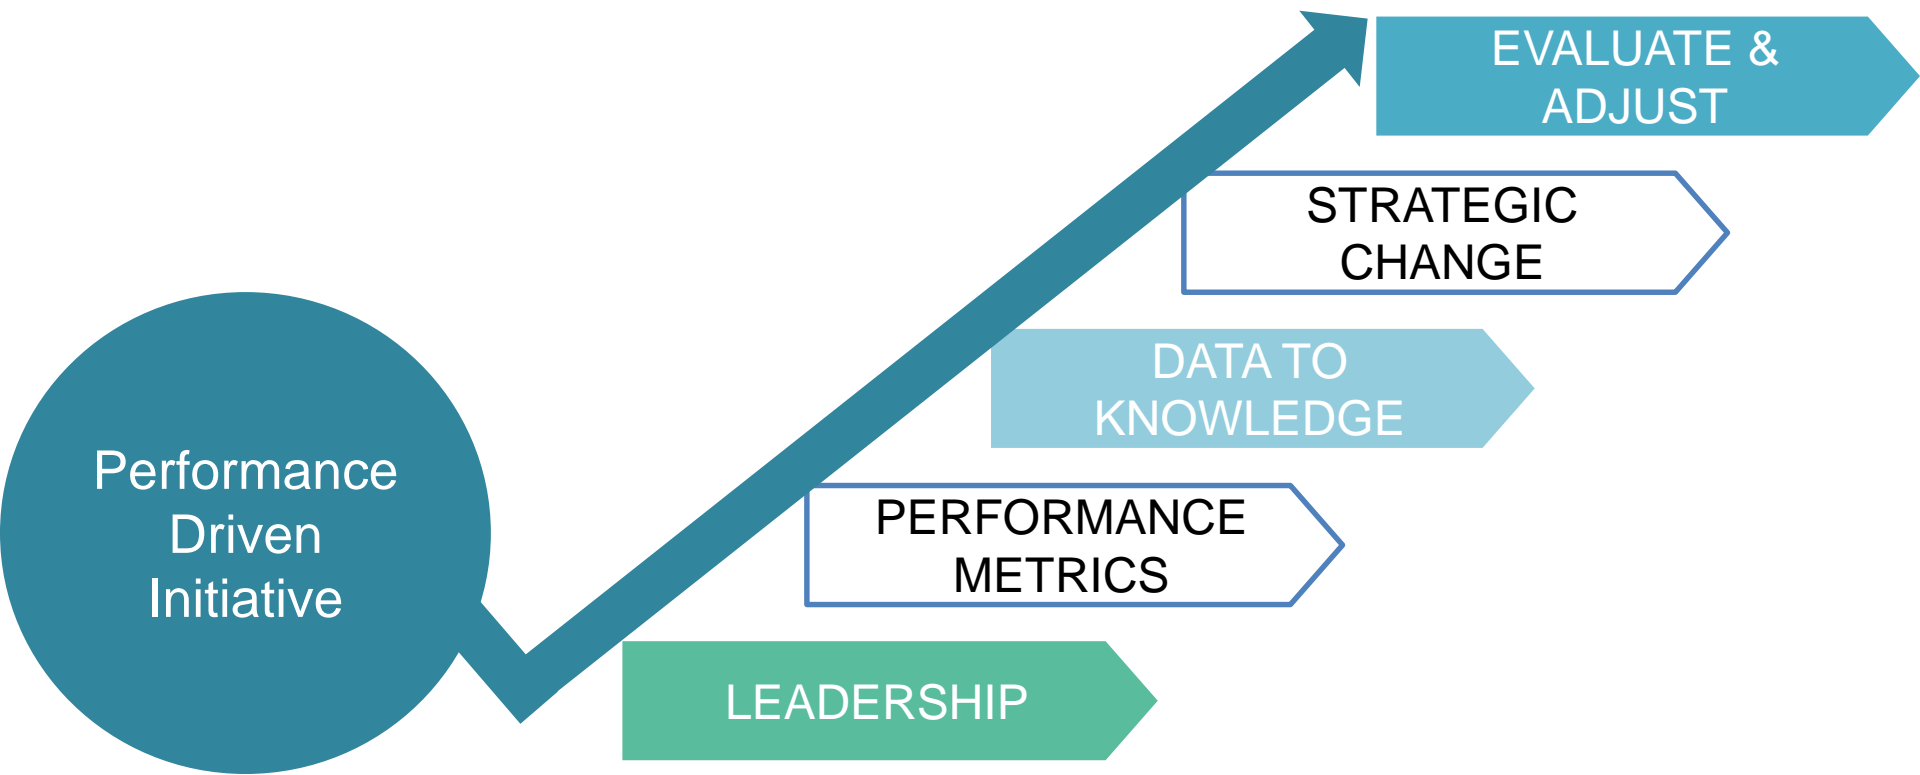 EVALUATE &
ADJUST
STRATEGIC
CHANGE
DATA TO
KNOWLEDGE
PERFORMANCE
METRICS
LEADERSHIP
Performance
Driven
Initiative